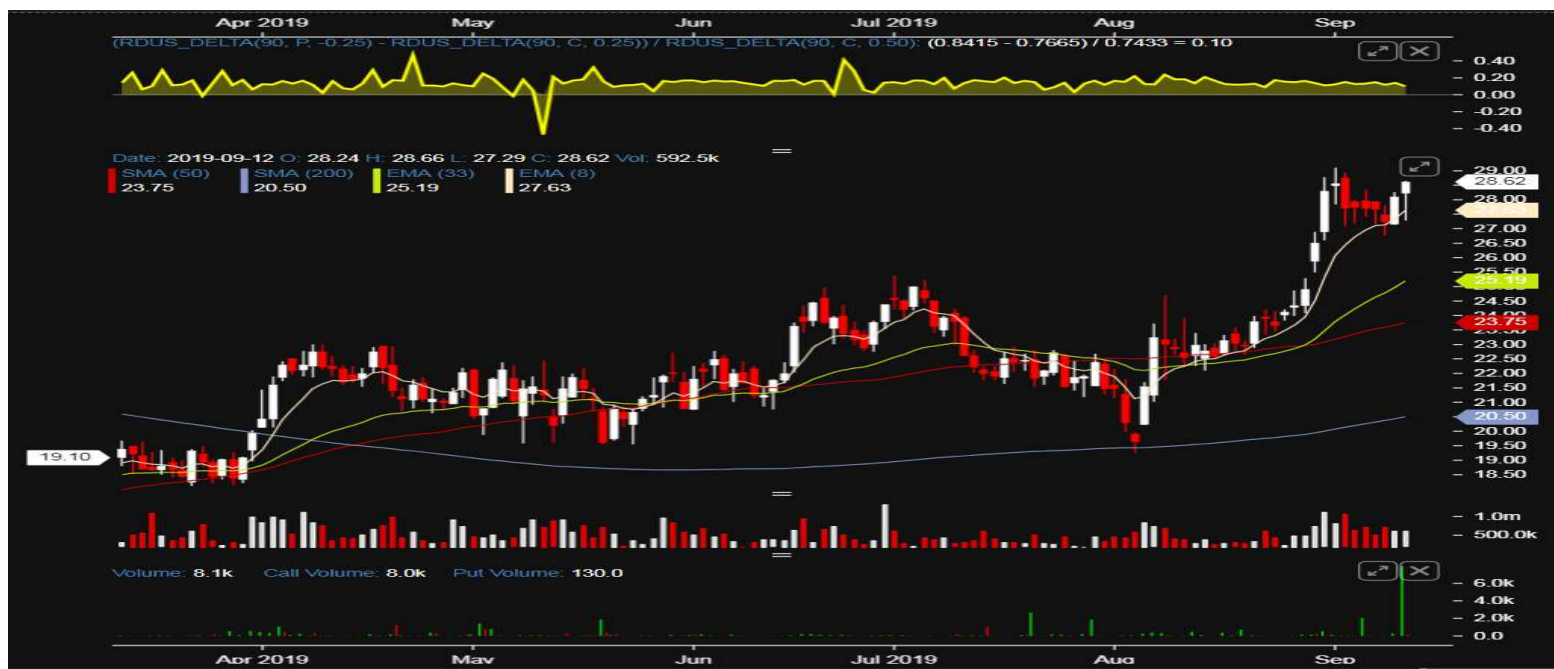 Apr 2019 May Jun Jul 2019 Aug Sep
(RDUS_DELTA(90, P, -0.25) - RDUS_DELTA(90, C, 0.25)) / RDUS_DELTA(90, C, 0.50): (0.8415 - 0.7665) / 0.7433 = 0.10
0.40
0.20
0.00
-0.20
-0.40
Date: 2019-09-12 O: 28.24 H: 28.66 L: 27.29 C: 28.62 Vol: 592.5k
SMA (50) SMA (200) EMA (33) EMA (8)
23.75 20.50 25.19 27.63
29.00
28.62
28.00
27.63
27.00
26.50
26.00
25.50
25.19
24.50
24.00
23.75
23.50
23.00
22.50
22.00
21.50
21.00
20.50
20.00
19.50
19.10
19.00
18.50
1.0m
500.0k
Volume: 8.1k Call Volume: 8.0k Put Volume: 130.0
6.0k
4.0k
2.0k
0.0
Apr 2019 May Jun Jul 2019 Aug Sep